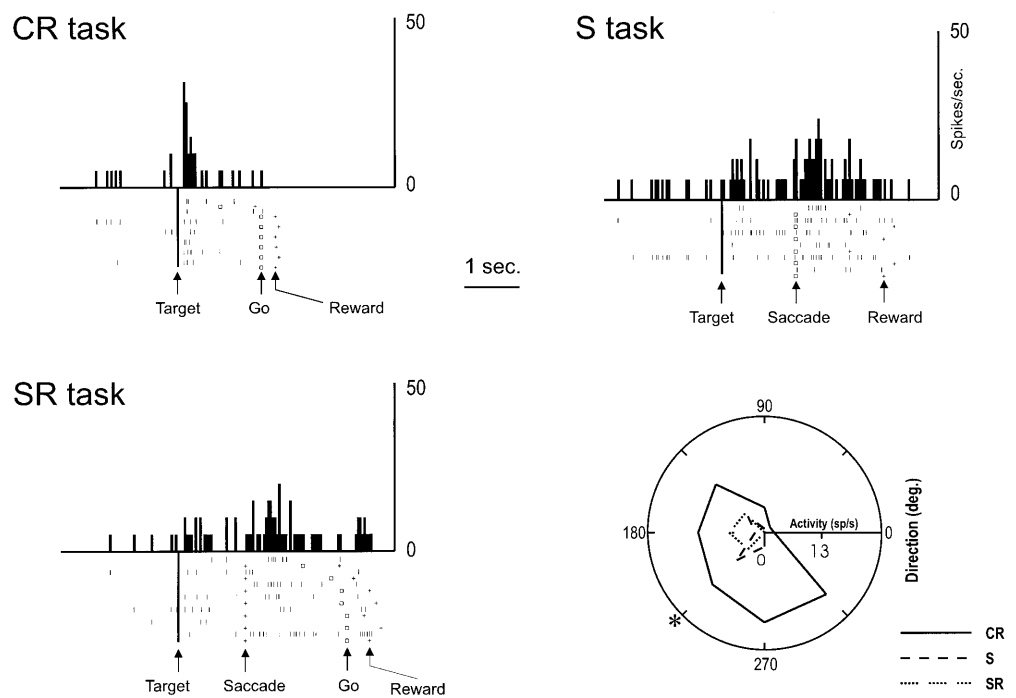 CR task
50
0
Target
Go
Reward
1 sec.
S task
50
Spikes/sec.
0
Target
Saccade
Reward
SR task
50
0
Target
Saccade
Go
Reward
90
180
Activity (sp/s)
0
0
13
Direction (deg.)
*
270
CR
S
SR